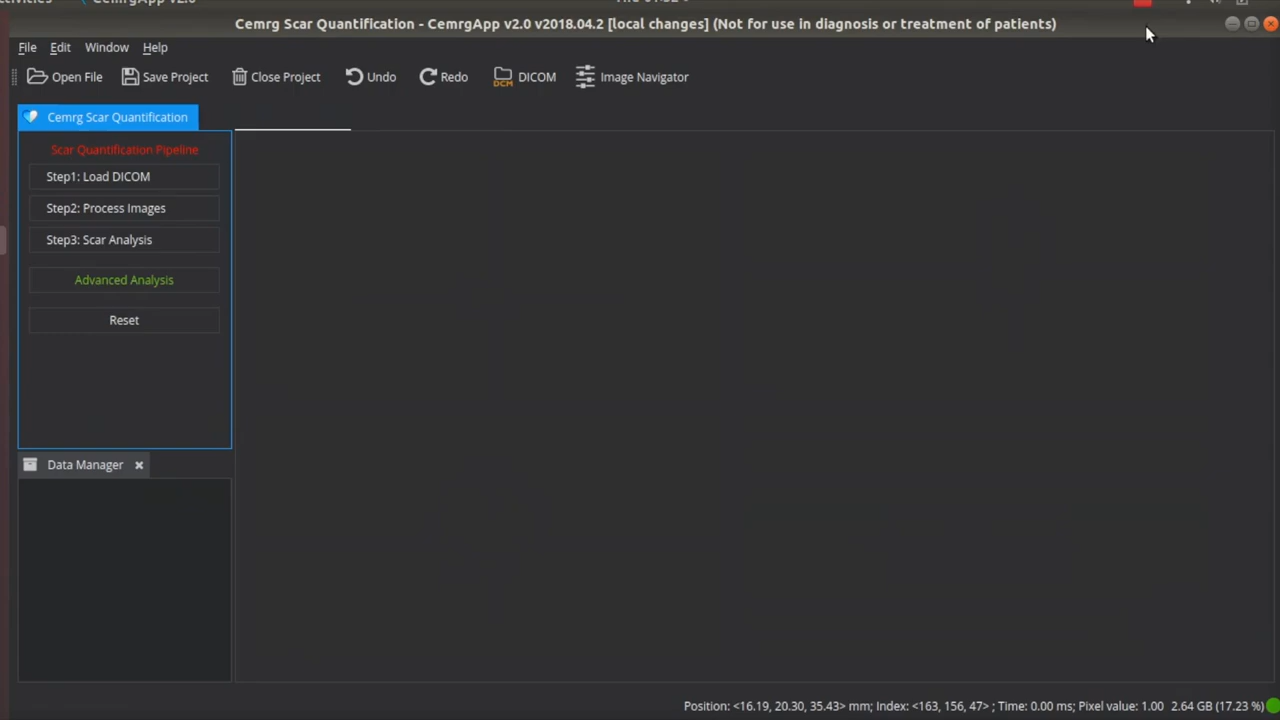 CemrgApp v2.0
Cemrg Scar Quantification - CemrgApp v2.0 v2018.04.2 [local changes] (Not for use in diagnosis or treatment of patients)
File Edit Window Help
Open File Save Project Close Project Undo Redo DCM DICOM Image Navigator
Cemrg Scar Quantification
Scar Quantification Pipeline
Step1: Load DICOM
Step2: Process Images
Step3: Scar Analysis
Advanced Analysis
Reset
Data Manager
Position: <16.19, 20.30, 35.43> mm; Index: <163, 156, 47> ; Time: 0.00 ms; Pixel value: 1.00 2.64 GB (17.23 %)